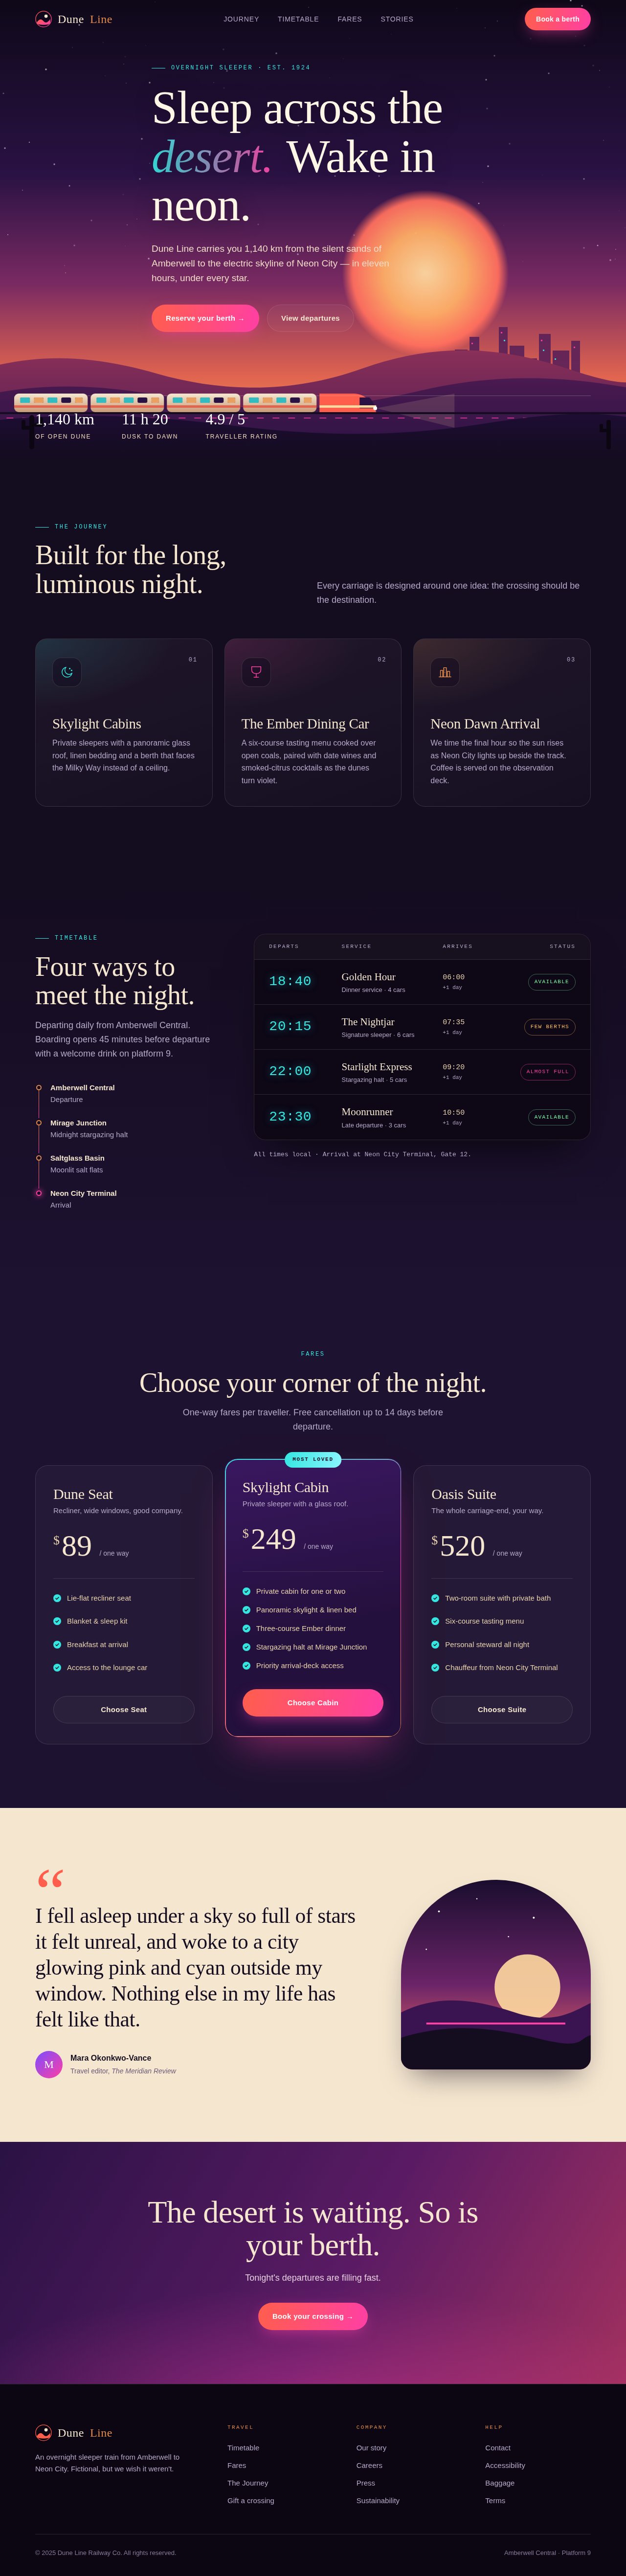 Dune Line
JOURNEY TIMETABLE FARES STORIES
Book a berth
OVERNIGHT SLEEPER · EST. 1924
Sleep across the
desert. Wake in
neon.
Dune Line carries you 1,140 km from the silent sands of
Amberwell to the electric skyline of Neon City — in eleven
hours, under every star.
Reserve your berth →
View departures
1,140 km
OF OPEN DUNE
11 h 20
DUSK TO DAWN
4.9 / 5
TRAVELLER RATING
THE JOURNEY
Built for the long,
luminous night.
Every carriage is designed around one idea: the crossing should be
the destination.
01
Skylight Cabins
Private sleepers with a panoramic glass
roof, linen bedding and a berth that faces
the Milky Way instead of a ceiling.
02
The Ember Dining Car
A six-course tasting menu cooked over
open coals, paired with date wines and
smoked-citrus cocktails as the dunes
turn violet.
03
Neon Dawn Arrival
We time the final hour so the sun rises
as Neon City lights up beside the track.
Coffee is served on the observation
deck.
TIMETABLE
Four ways to
meet the night.
Departing daily from Amberwell Central.
Boarding opens 45 minutes before departure
with a welcome drink on platform 9.
Amberwell Central
Departure
Mirage Junction
Midnight stargazing halt
Saltglass Basin
Moonlit salt flats
Neon City Terminal
Arrival
DEPARTS SERVICE ARRIVES STATUS
18:40
Golden Hour
Dinner service · 4 cars
06:00
+1 day
AVAILABLE
20:15
The Nightjar
Signature sleeper · 6 cars
07:35
+1 day
FEW BERTHS
22:00
Starlight Express
Stargazing halt · 5 cars
09:20
+1 day
ALMOST FULL
23:30
Moonrunner
Late departure · 3 cars
10:50
+1 day
AVAILABLE
All times local · Arrival at Neon City Terminal, Gate 12.
FARES
Choose your corner of the night.
One-way fares per traveller. Free cancellation up to 14 days before
departure.
Dune Seat
Recliner, wide windows, good company.
$89 / one way
Lie-flat recliner seat
Blanket & sleep kit
Breakfast at arrival
Access to the lounge car
Choose Seat
MOST LOVED
Skylight Cabin
Private sleeper with a glass roof.
$249 / one way
Private cabin for one or two
Panoramic skylight & linen bed
Three-course Ember dinner
Stargazing halt at Mirage Junction
Priority arrival-deck access
Choose Cabin
Oasis Suite
The whole carriage-end, your way.
$520 / one way
Two-room suite with private bath
Six-course tasting menu
Personal steward all night
Chauffeur from Neon City Terminal
Choose Suite
“
I fell asleep under a sky so full of stars
it felt unreal, and woke to a city
glowing pink and cyan outside my
window. Nothing else in my life has
felt like that.
M
Mara Okonkwo-Vance
Travel editor, The Meridian Review
The desert is waiting. So is
your berth.
Tonight's departures are filling fast.
Book your crossing →
Dune Line
An overnight sleeper train from Amberwell to
Neon City. Fictional, but we wish it weren't.
TRAVEL
Timetable
Fares
The Journey
Gift a crossing
COMPANY
Our story
Careers
Press
Sustainability
HELP
Contact
Accessibility
Baggage
Terms
© 2025 Dune Line Railway Co. All rights reserved.
Amberwell Central · Platform 9